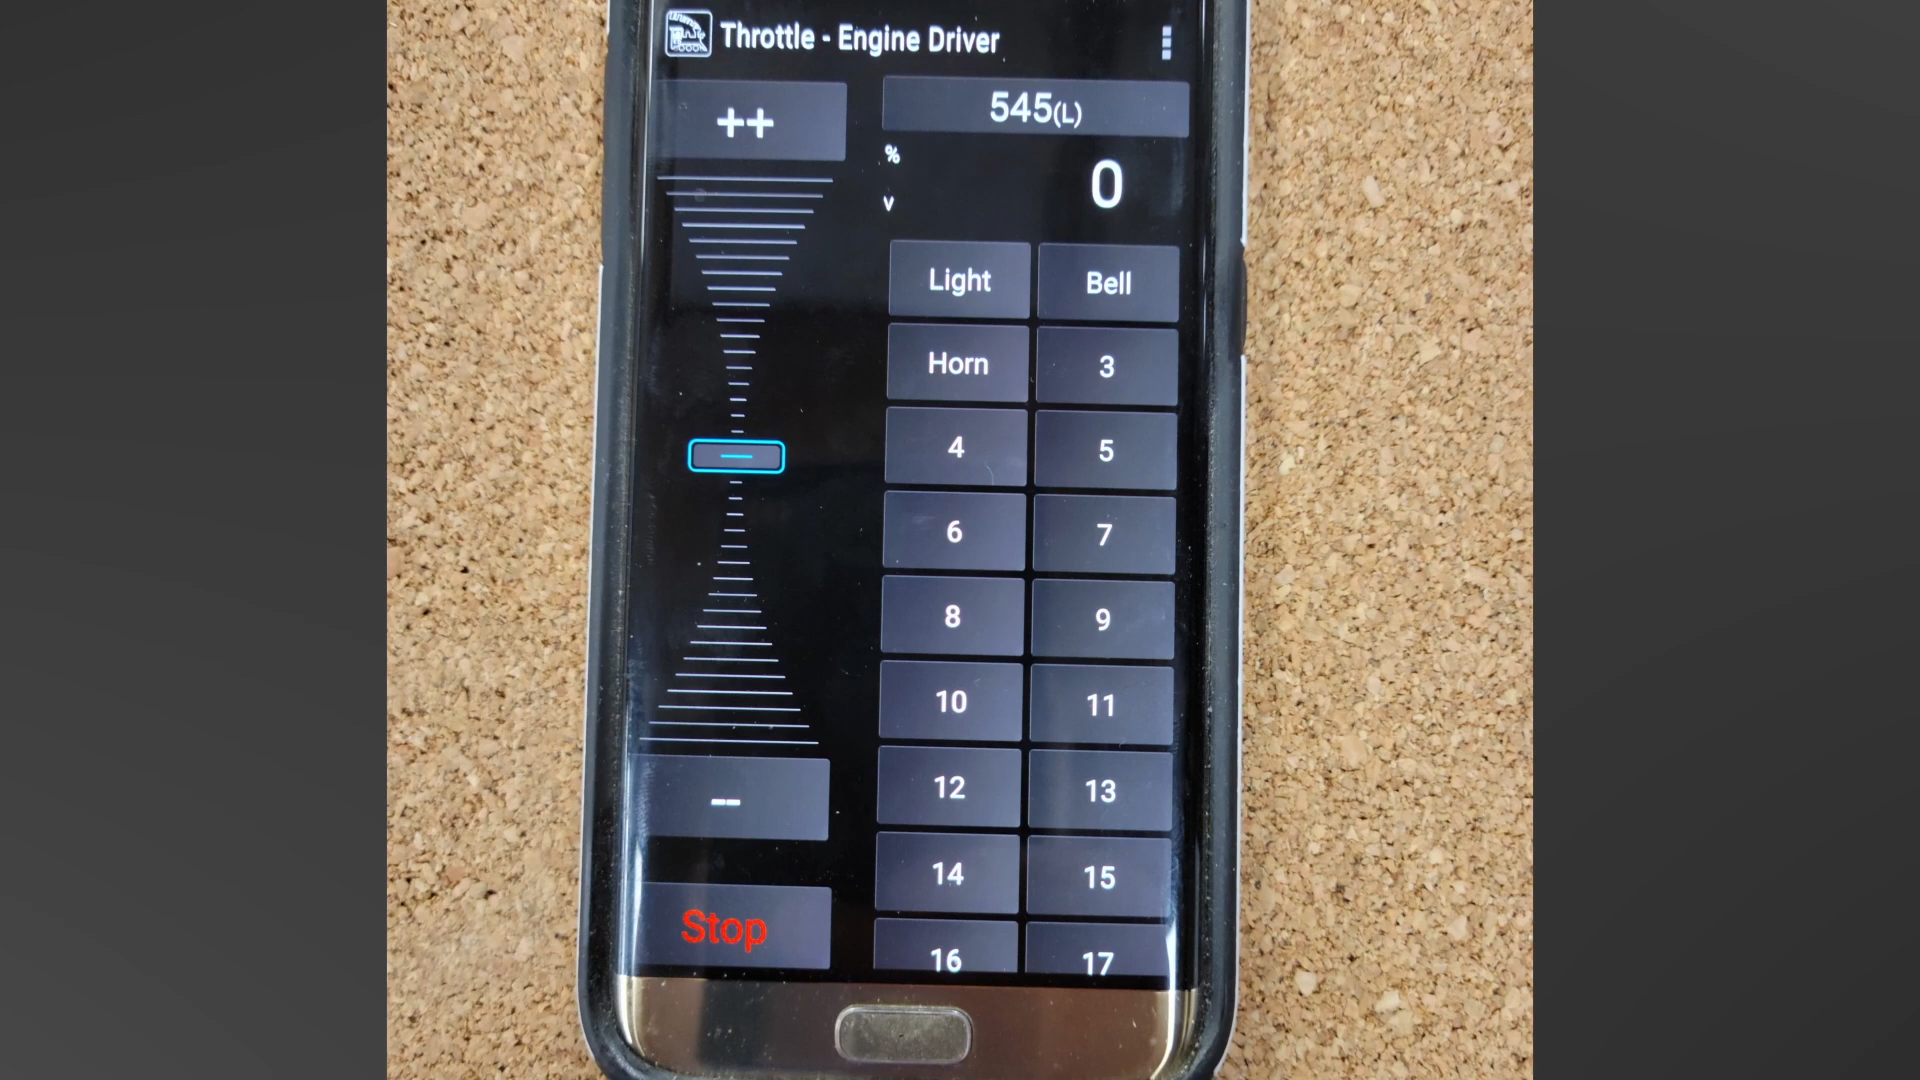 Throttle - Engine Driver
++
545(L)
%
0
v
Light
Bell
Horn
3
4
5
6
7
8
9
10
11
12
13
--
14
15
Stop
16
17